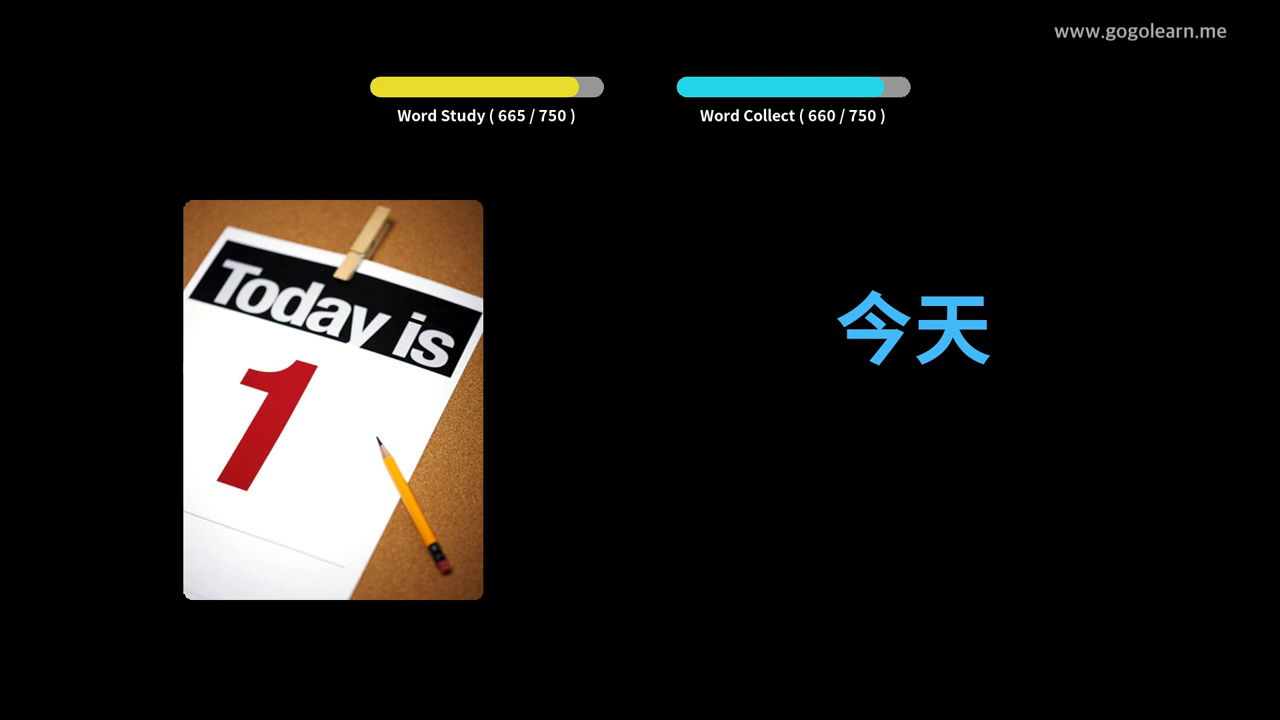 www.gogolearn.me
Word Study ( 665 / 750 )
Word Collect ( 660 / 750 )
Today is
1
今天